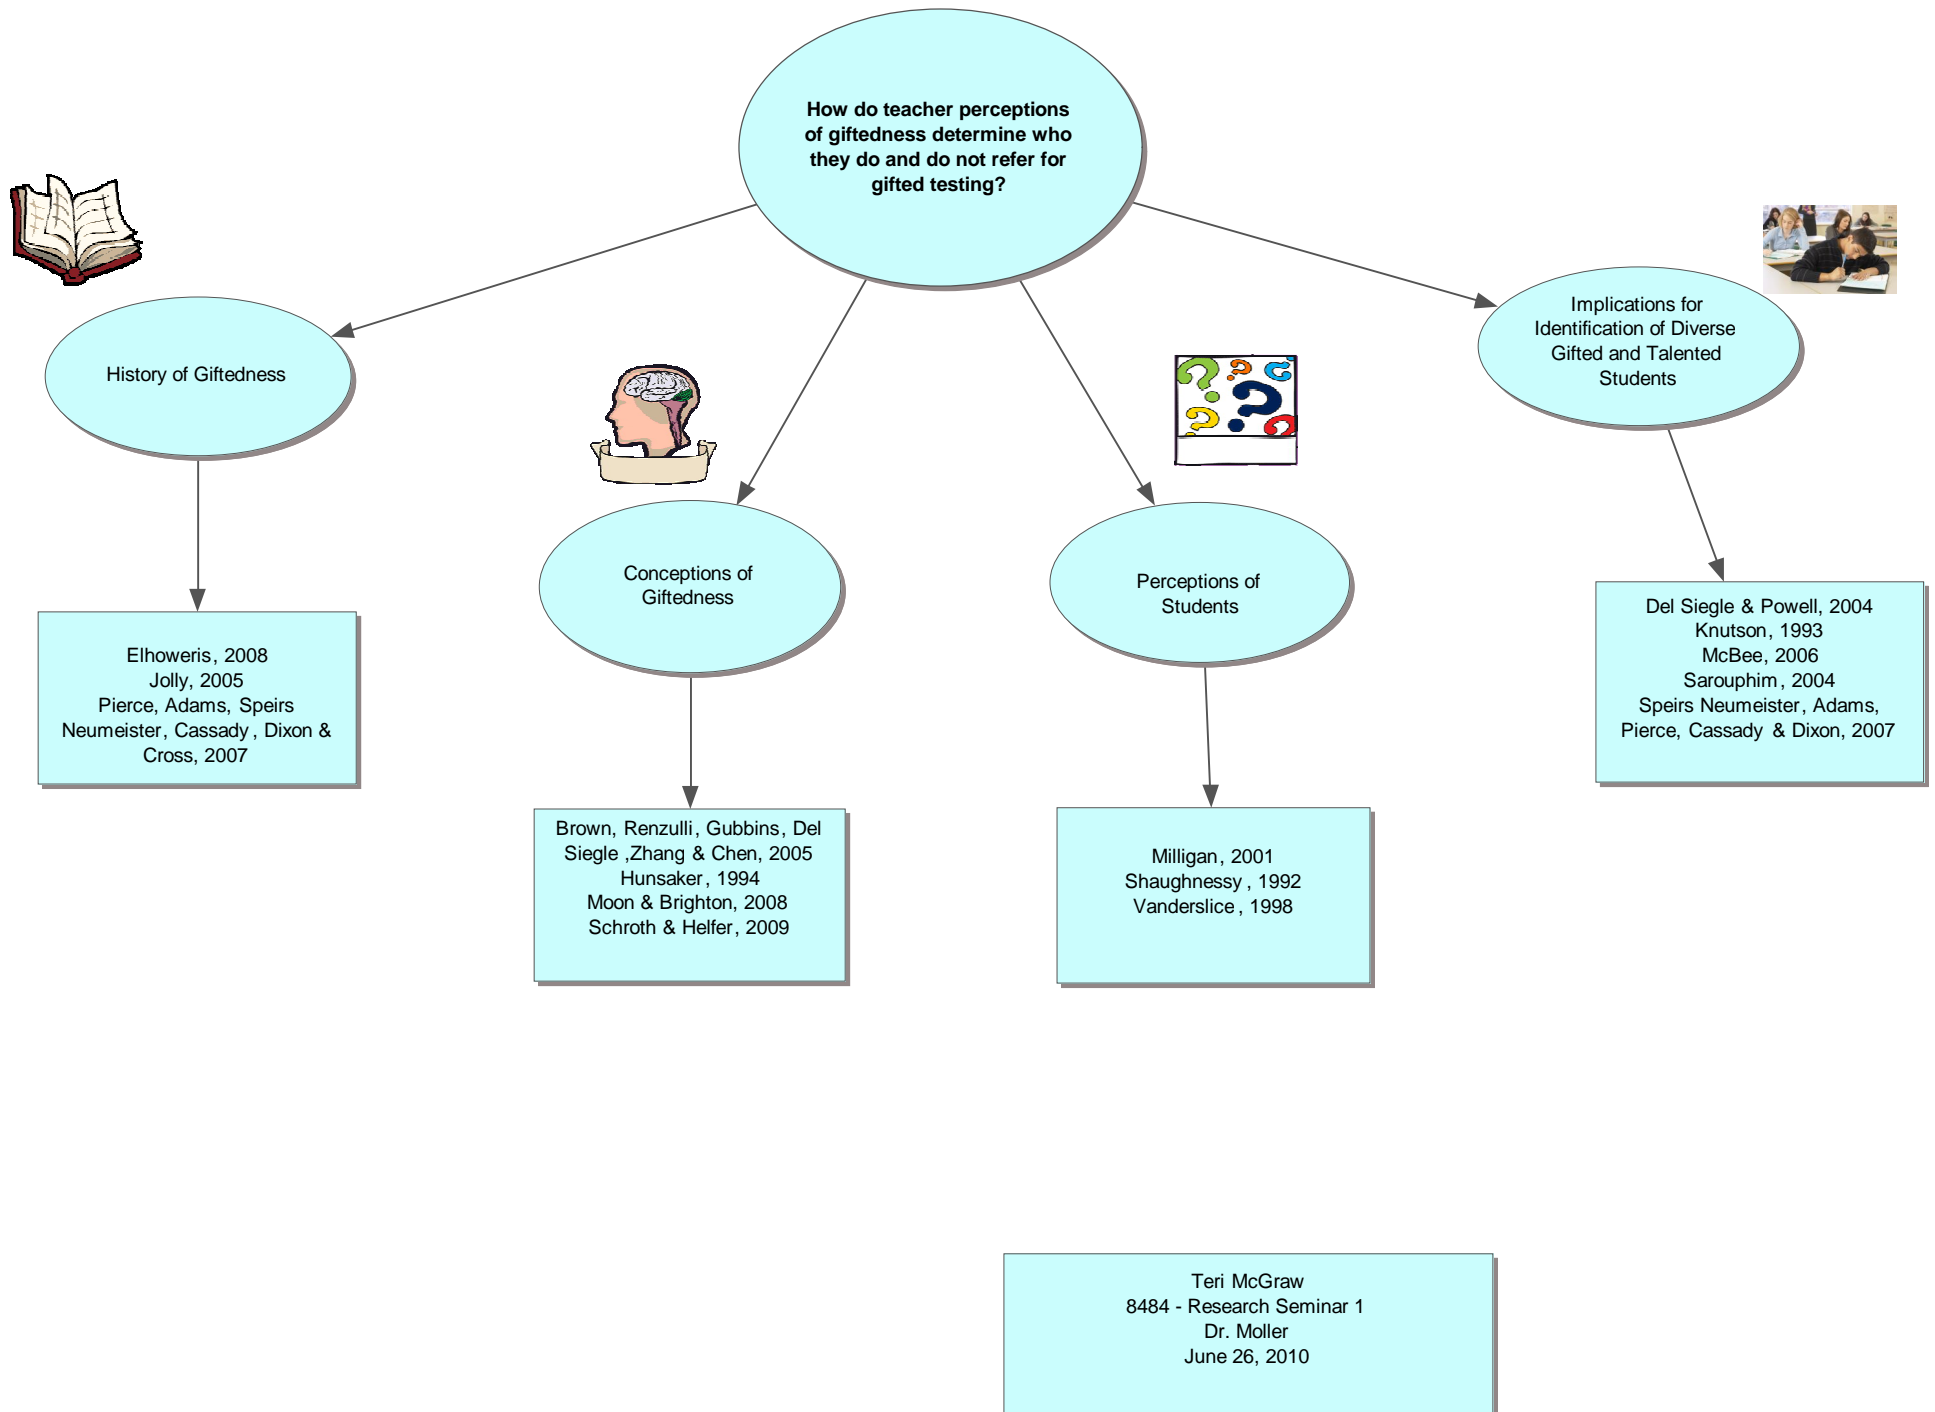 How do teacher perceptions
of giftedness determine who
they do and do not refer for
gifted testing?
History of Giftedness
Conceptions of
Giftedness
Perceptions of
Students
Implications for
Identification of Diverse
Gifted and Talented
Students
Elhoweris, 2008
Jolly, 2005
Pierce, Adams, Speirs
Neumeister, Cassady, Dixon &
Cross, 2007
Brown, Renzulli, Gubbins, Del
Siegle ,Zhang & Chen, 2005
Hunsaker, 1994
Moon & Brighton, 2008
Schroth & Helfer, 2009
Milligan, 2001
Shaughnessy, 1992
Vanderslice, 1998
Del Siegle & Powell, 2004
Knutson, 1993
McBee, 2006
Sarouphim, 2004
Speirs Neumeister, Adams,
Pierce, Cassady & Dixon, 2007
Teri McGraw
8484 - Research Seminar 1
Dr. Moller
June 26, 2010